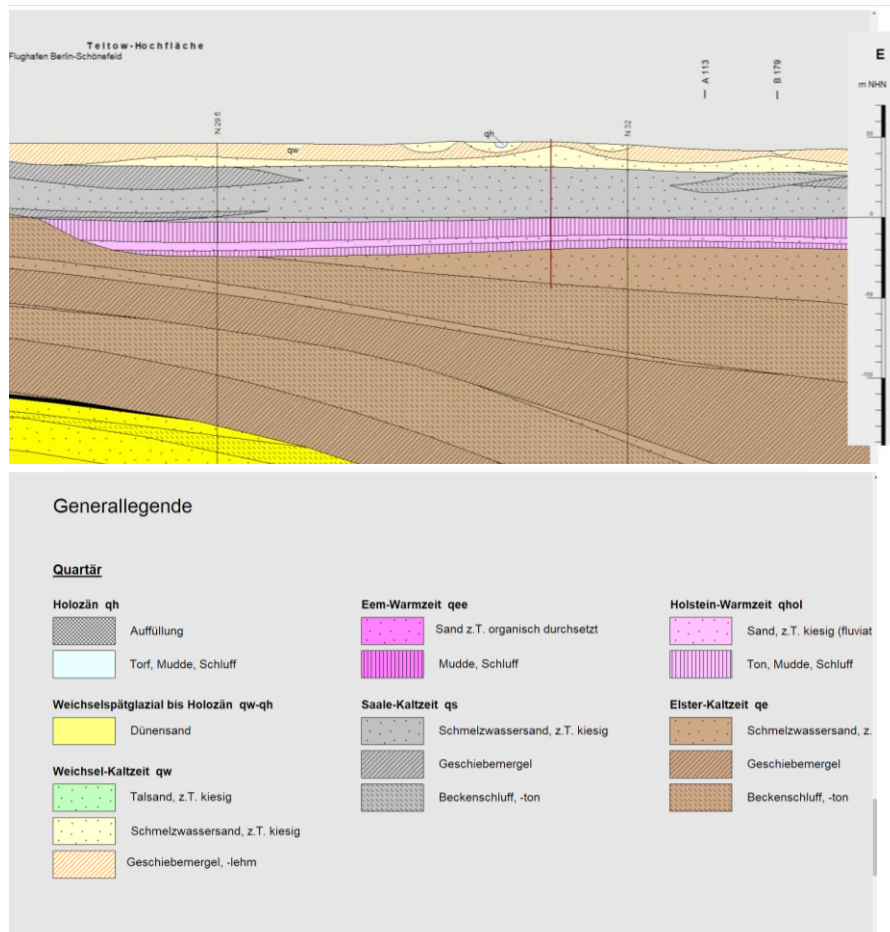 Teltow-Hochfläche
Flughafen Berlin-Schönefeld
E
A 113
B 179
m NHN
N 29.5
N 32
50
qh
qw
0
-50
-100
Generallegende
Quartär
Holozän qh
Auffüllung
Torf, Mudde, Schluff
Weichselspätglazial bis Holozän qw-qh
Dünensand
Weichsel-Kaltzeit qw
Talsand, z.T. kiesig
Schmelzwassersand, z.T. kiesig
Geschiebemergel, -lehm
Eem-Warmzeit qee
Sand z.T. organisch durchsetzt
Mudde, Schluff
Saale-Kaltzeit qs
Schmelzwassersand, z.T. kiesig
Geschiebemergel
Beckenschluff, -ton
Holstein-Warmzeit qhol
Sand, z.T. kiesig (fluviat
Ton, Mudde, Schluff
Elster-Kaltzeit qe
Schmelzwassersand, z.
Geschiebemergel
Beckenschluff, -ton